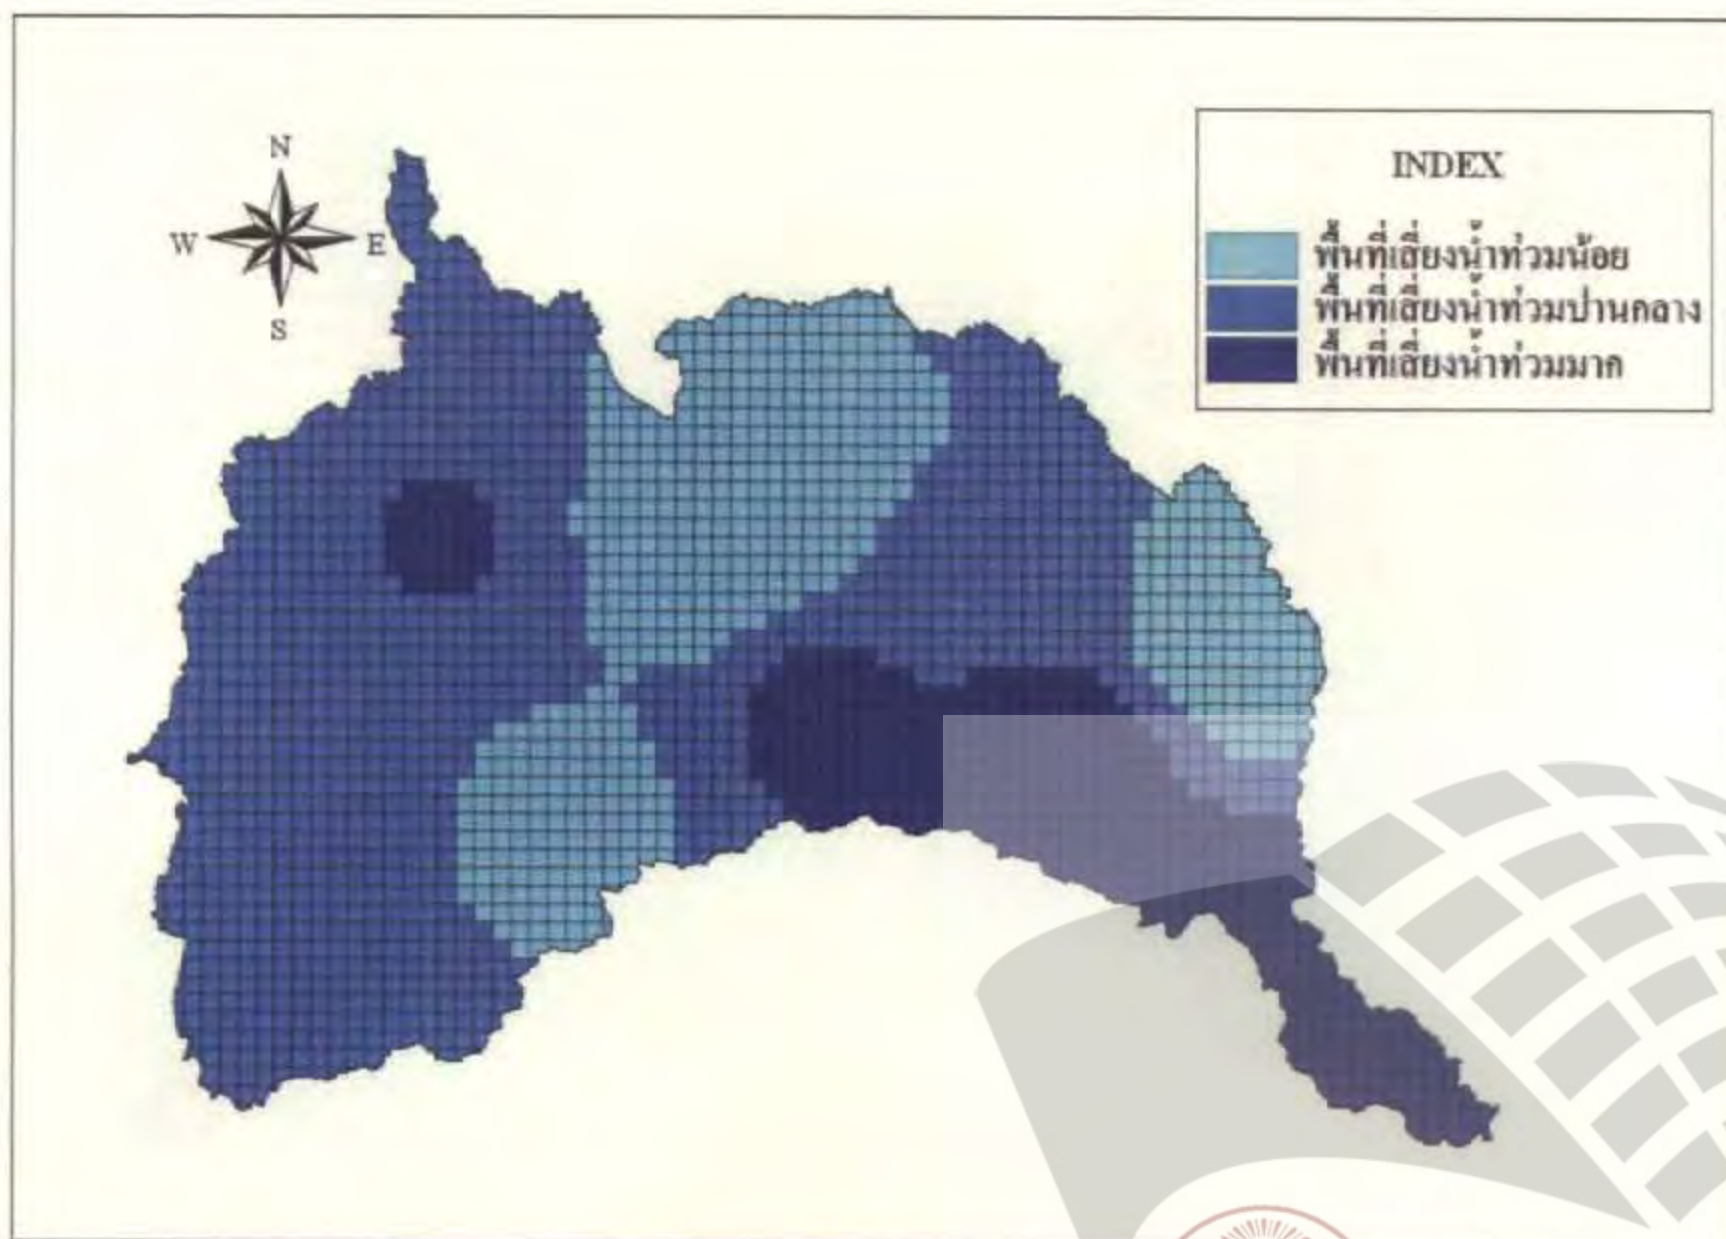 N
W E
S
INDEX
พื้นที่เสี่ยงน้ำท่วมน้อย
พื้นที่เสี่ยงน้ำท่วมปานกลาง
พื้นที่เสี่ยงน้ำท่วมมาก